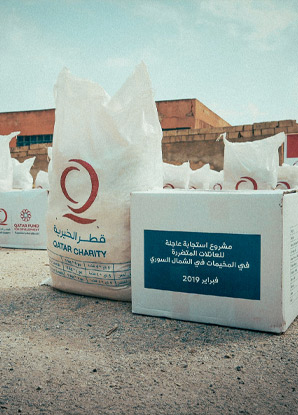 قطر الخيرية
QATAR CHARITY
QATAR FUND
مشروع استجابة عاجلة
للعائلات المتضررة
في المخيمات في الشمال السوري
فبراير 2019